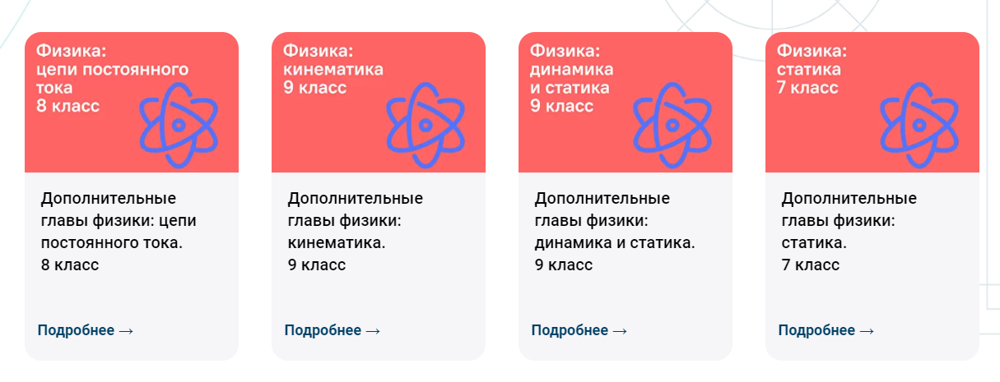 Физика:
цепи постоянного
тока
8 класс
Дополнительные
главы физики: цепи
постоянного тока.
8 класс
Подробнее →
Физика:
кинематика
9 класс
Дополнительные
главы физики:
кинематика.
9 класс
Подробнее →
Физика:
динамика
и статика
9 класс
Дополнительные
главы физики:
динамика и статика.
9 класс
Подробнее →
Физика:
статика
7 класс
Дополнительные
главы физики:
статика.
7 класс
Подробнее →